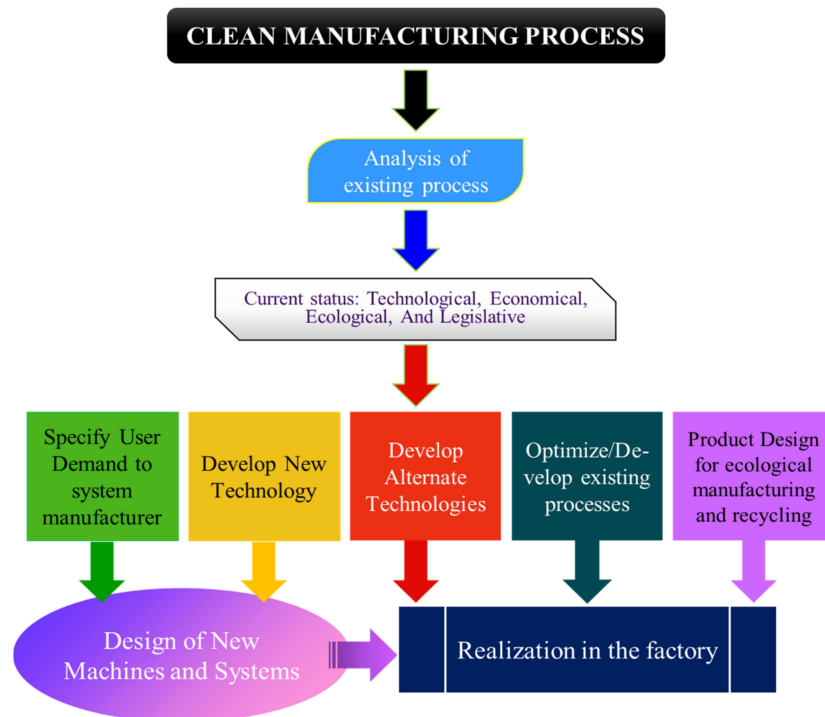 CLEAN MANUFACTURING PROCESS
Analysis of
existing process
Current status: Technological, Economical,
Ecological, And Legislative
Specify User
Demand to
system
manufacturer
Develop New
Technology
Develop
Alternate
Technologies
Optimize/De-
velop existing
processes
Product Design
for ecological
manufacturing
and recycling
Design of New
Machines and Systems
Realization in the factory